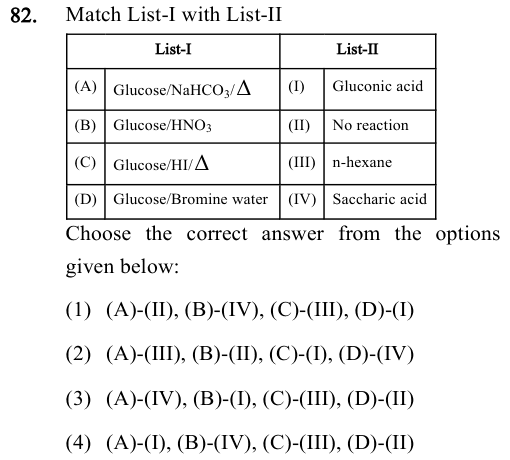 82. Match List-I with List-II
List-I List-II
(A) Glucose/NaHCO₃/Δ (I) Gluconic acid
(B) Glucose/HNO₃ (II) No reaction
(C) Glucose/HI/Δ (III) n-hexane
(D) Glucose/Bromine water (IV) Saccharic acid
Choose the correct answer from the options
given below:
(1) (A)-(II), (B)-(IV), (C)-(III), (D)-(I)
(2) (A)-(III), (B)-(II), (C)-(I), (D)-(IV)
(3) (A)-(IV), (B)-(I), (C)-(III), (D)-(II)
(4) (A)-(I), (B)-(IV), (C)-(III), (D)-(II)